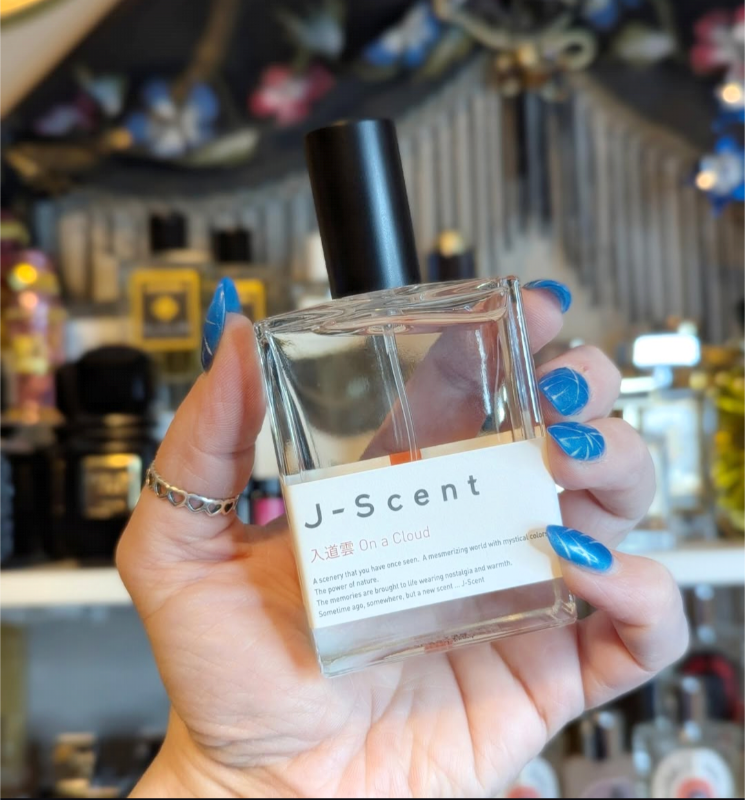 J-Scent
入道雲 On a Cloud
A scenery that you have once seen. A mesmerizing world with mystical colors
The power of nature.
The memories are brought to life wearing nostalgia and warmth.
Sometime ago, somewhere, but a new scent ... J-Scent